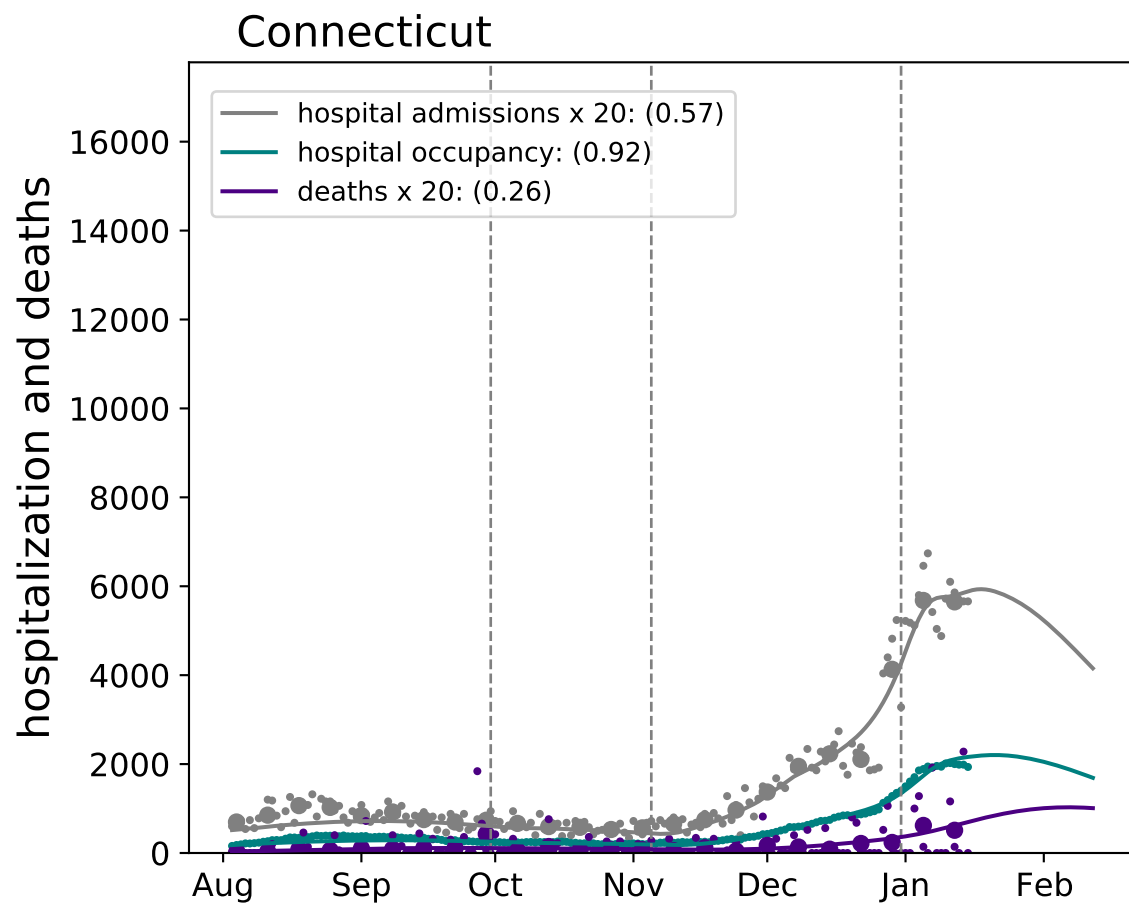 Connecticut
hospitalization and deaths
16000
14000
12000
10000
8000
6000
4000
2000
0
hospital admissions x 20: (0.57)
hospital occupancy: (0.92)
deaths x 20: (0.26)
Aug Sep Oct Nov Dec Jan Feb